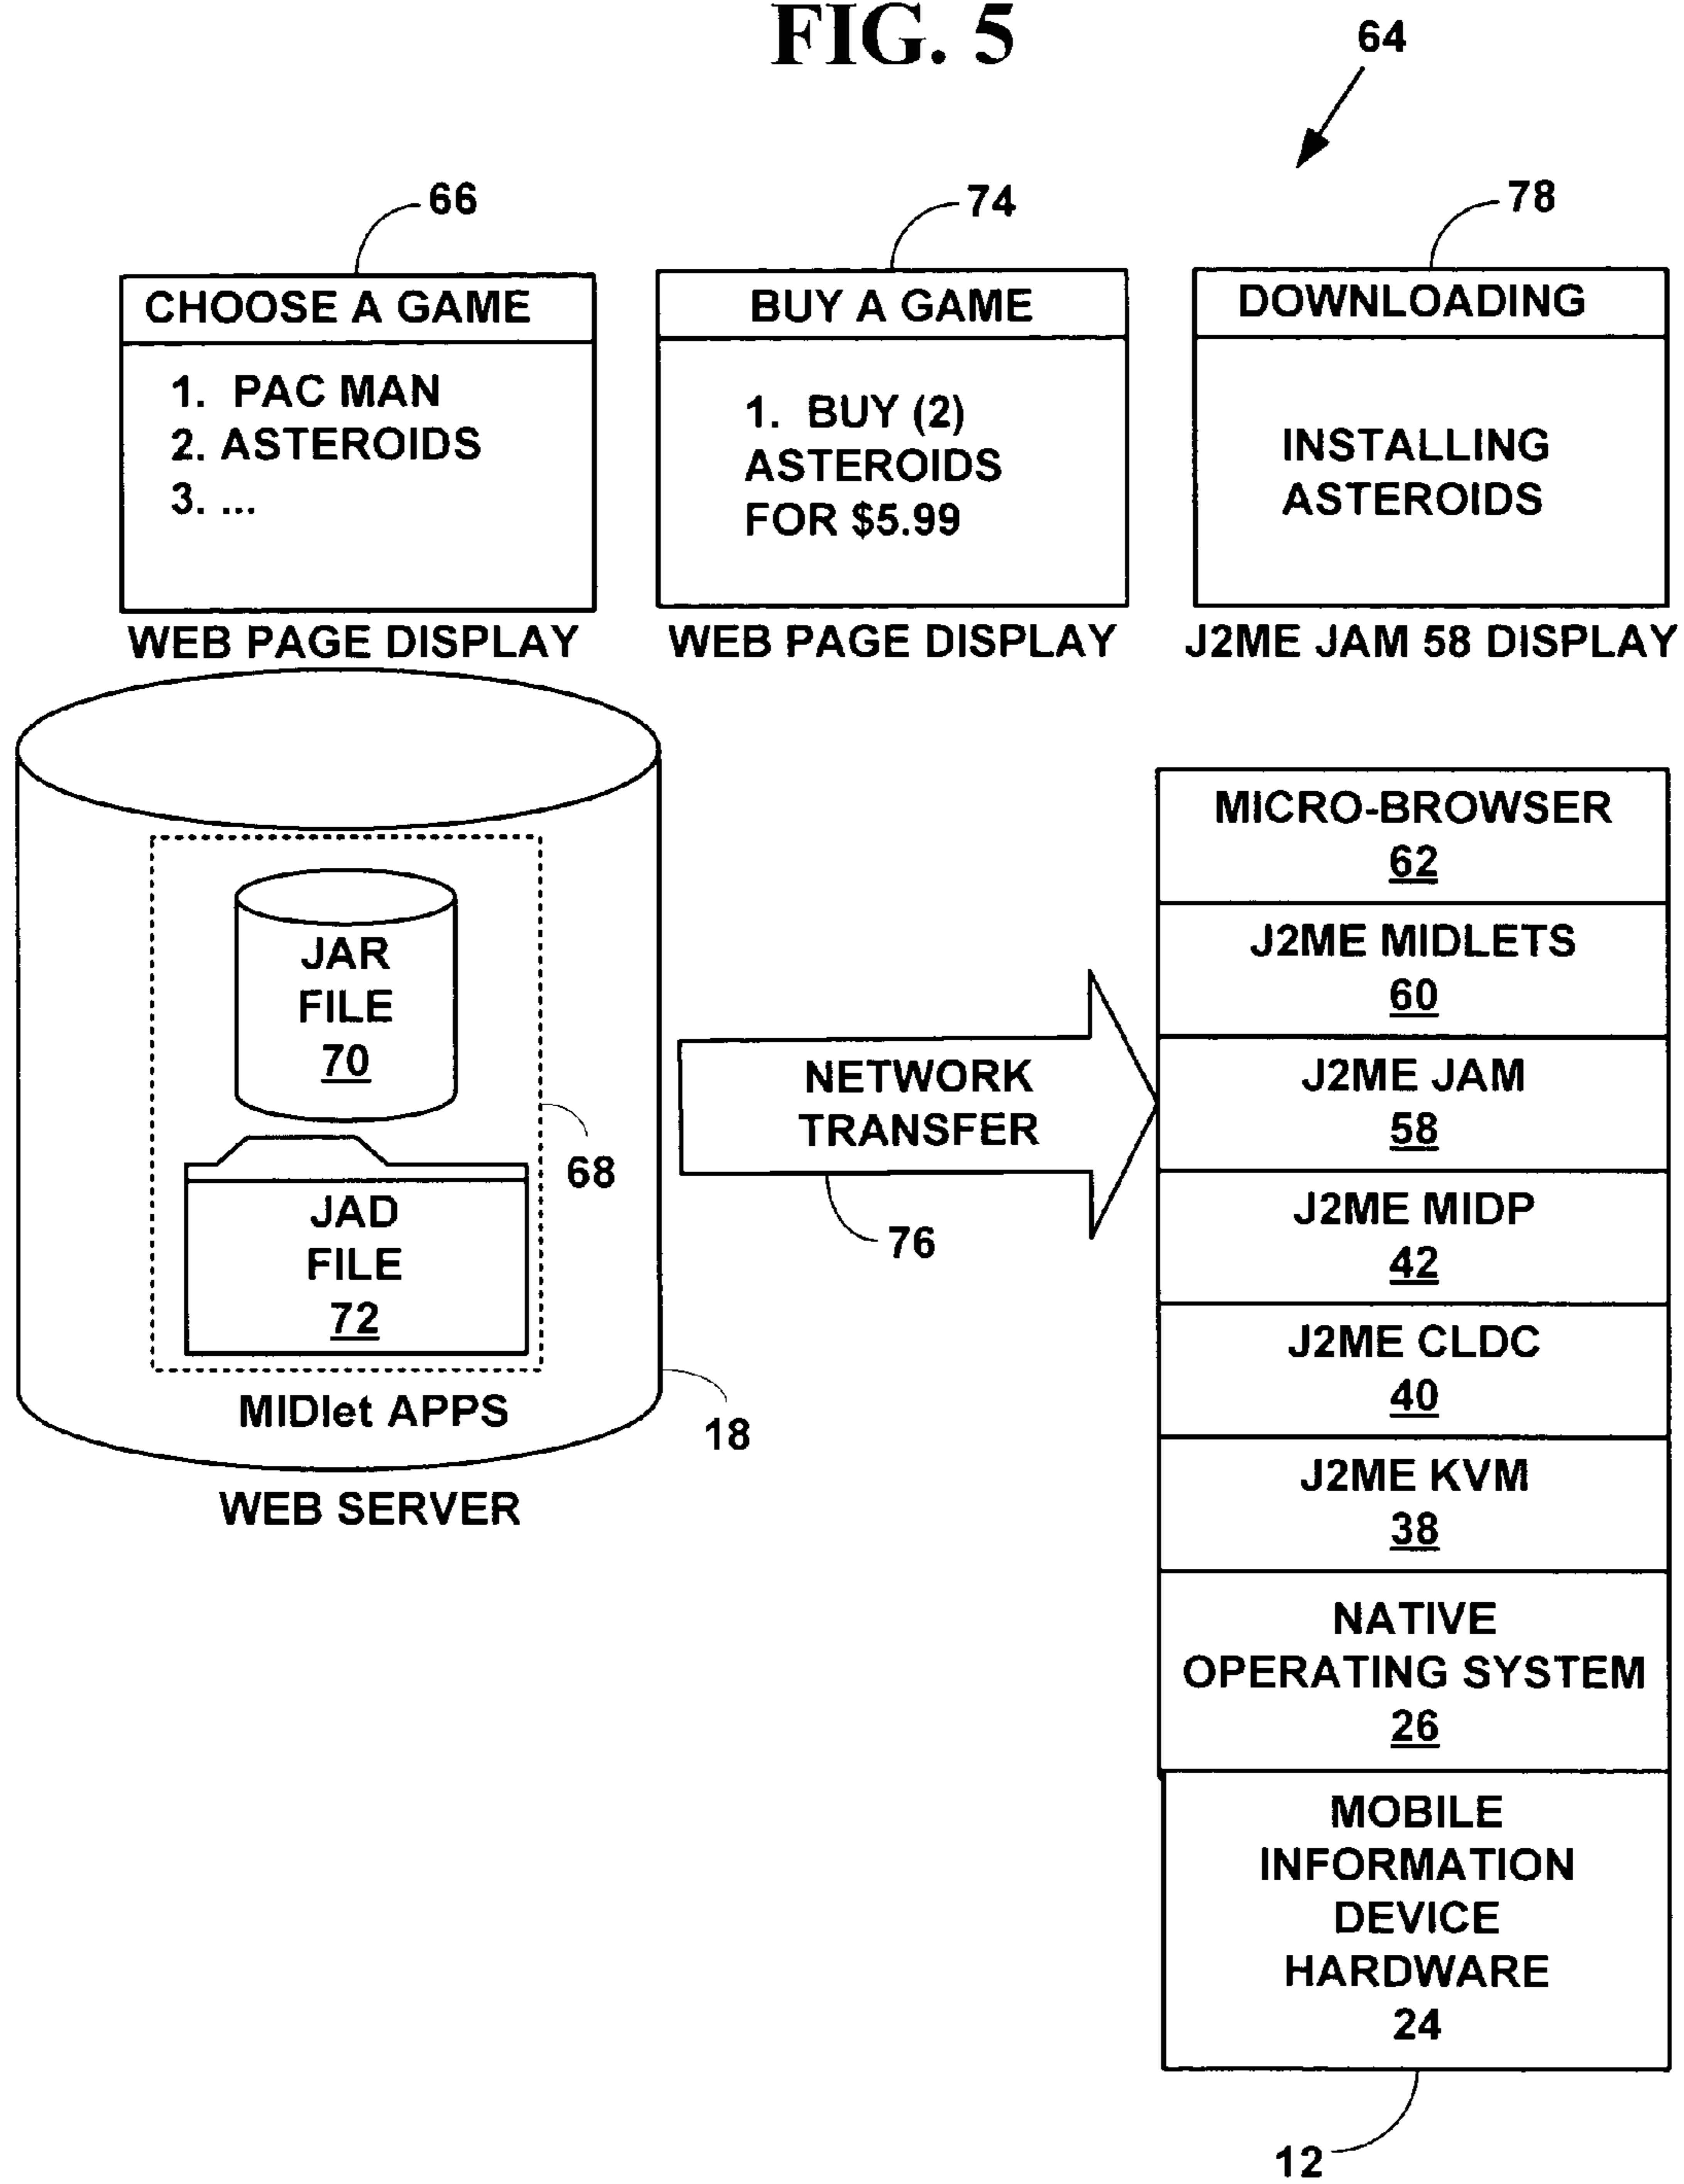 FIG. 5
64
66
74
78
CHOOSE A GAME
1. PAC MAN
2. ASTEROIDS
3. ...
WEB PAGE DISPLAY
BUY A GAME
1. BUY (2)
ASTEROIDS
FOR $5.99
WEB PAGE DISPLAY
DOWNLOADING
INSTALLING
ASTEROIDS
J2ME JAM 58 DISPLAY
JAR
FILE
70
JAD
FILE
72
68
MIDlet APPS
18
WEB SERVER
NETWORK
TRANSFER
76
MICRO-BROWSER
62
J2ME MIDLETS
60
J2ME JAM
58
J2ME MIDP
42
J2ME CLDC
40
J2ME KVM
38
NATIVE
OPERATING SYSTEM
26
MOBILE
INFORMATION
DEVICE
HARDWARE
24
12